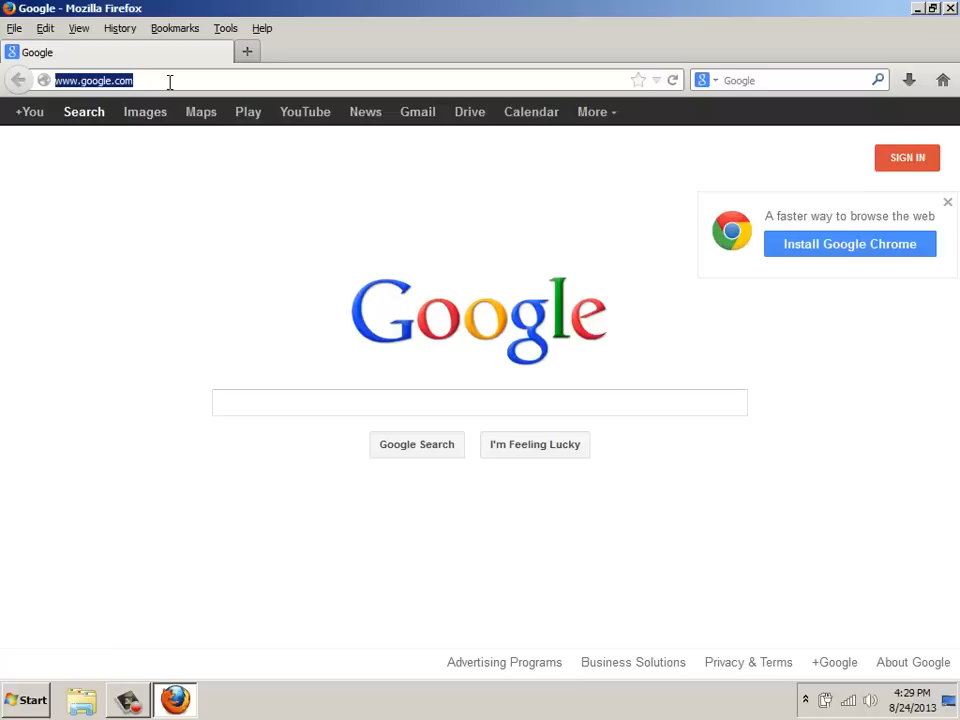 Google - Mozilla Firefox
File Edit View History Bookmarks Tools Help
8 Google
www.google.com
8 Google
+You Search Images Maps Play YouTube News Gmail Drive Calendar More
SIGN IN
A faster way to browse the web
Install Google Chrome
Google
Google Search I'm Feeling Lucky
Advertising Programs Business Solutions Privacy & Terms +Google About Google
Start
4:29 PM
8/24/2013